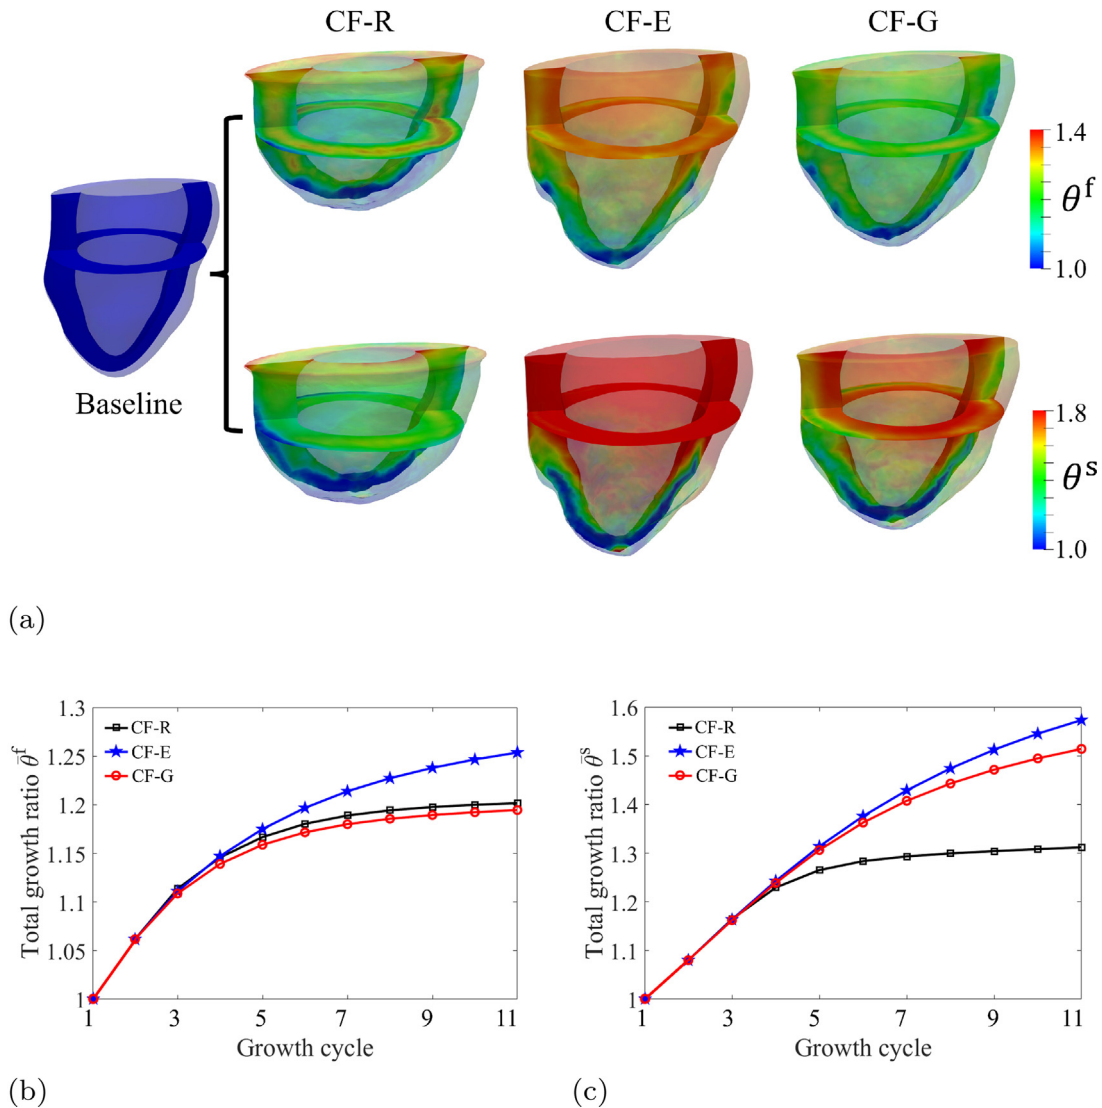 CF-R CF-E CF-G
Baseline
1.4
θᶠ
1.0
1.8
θˢ
1.0
(a)
Total growth ratio θ̄ᶠ
1.3
1.25
1.2
1.15
1.1
1.05
1
CF-R
CF-E
CF-G
1 3 5 7 9 11
Growth cycle
(b)
Total growth ratio θ̄ˢ
1.6
1.5
1.4
1.3
1.2
1.1
1
CF-R
CF-E
CF-G
1 3 5 7 9 11
Growth cycle
(c)